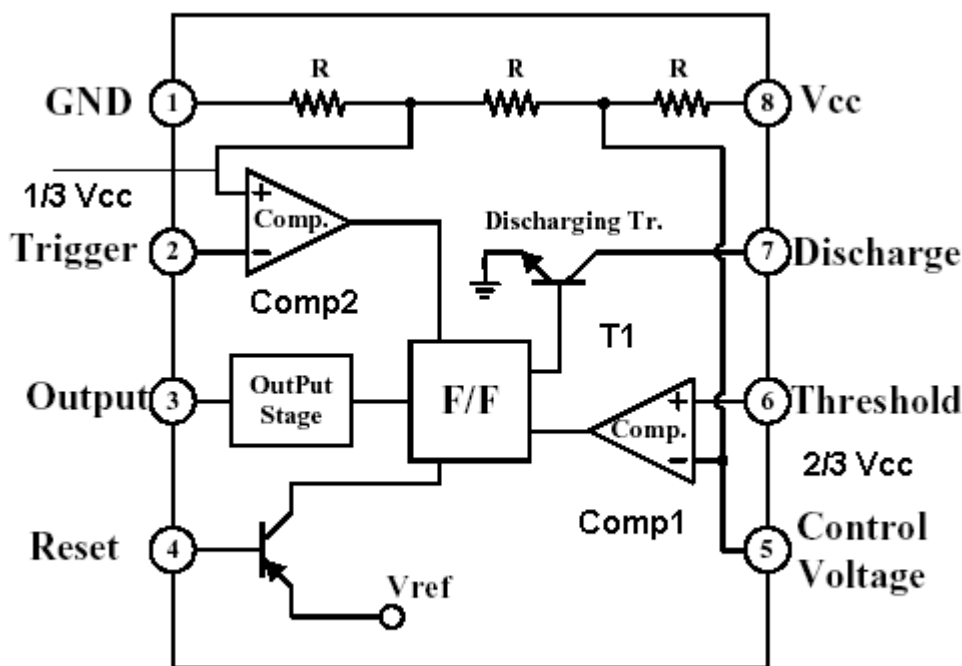 R
R
R
GND
1
8
Vcc
1/3 Vcc
+
Comp.
−
Trigger
2
Discharging Tr.
7
Discharge
Comp2
T1
Output
3
OutPut
Stage
F/F
+
Comp.
−
6
Threshold
2/3 Vcc
Comp1
Reset
4
5
Control
Voltage
Vref